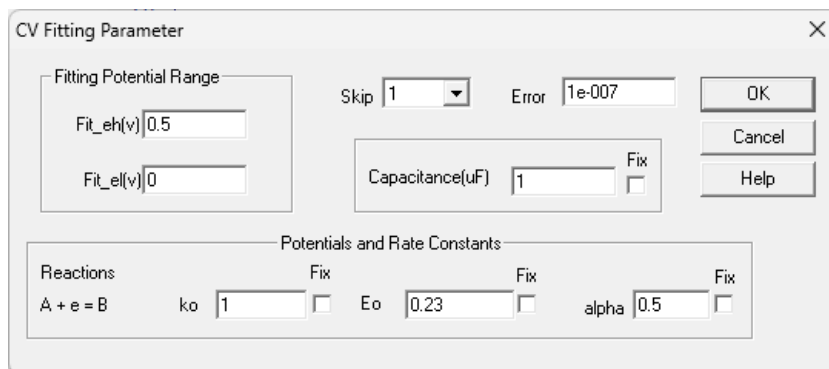 CV Fitting Parameter
Fitting Potential Range
Skip 1 Error 1e-007 OK
Fit_eh(v) 0.5
Cancel
Fix
Capacitance(uF) 1
Fit_el(v) 0 Help
Potentials and Rate Constants
Reactions Fix Fix Fix
A + e = B ko 1 Eo 0.23 alpha 0.5